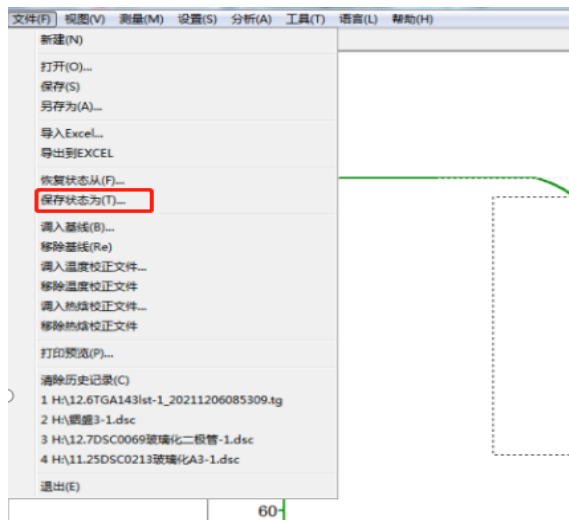 文件(F) 视图(V) 测量(M) 设置(S) 分析(A) 工具(T) 语言(L) 帮助(H)
新建(N)
打开(O)...
保存(S)
另存为(A)...
导入Excel...
导出到EXCEL
恢复状态从(F)...
保存状态为(T)...
调入基线(B)...
移除基线(Re)
调入温度校正文件...
移除温度校正文件
调入热焓校正文件...
移除热焓校正文件
打印预览(P)...
清除历史记录(C)
1 H:\12.6TGA143lst-1_20211206085309.tg
3 H:\12.7DSC0069玻璃化二极管-1.dsc
4 H:\11.25DSC0213玻璃化A3-1.dsc
退出(E)
60